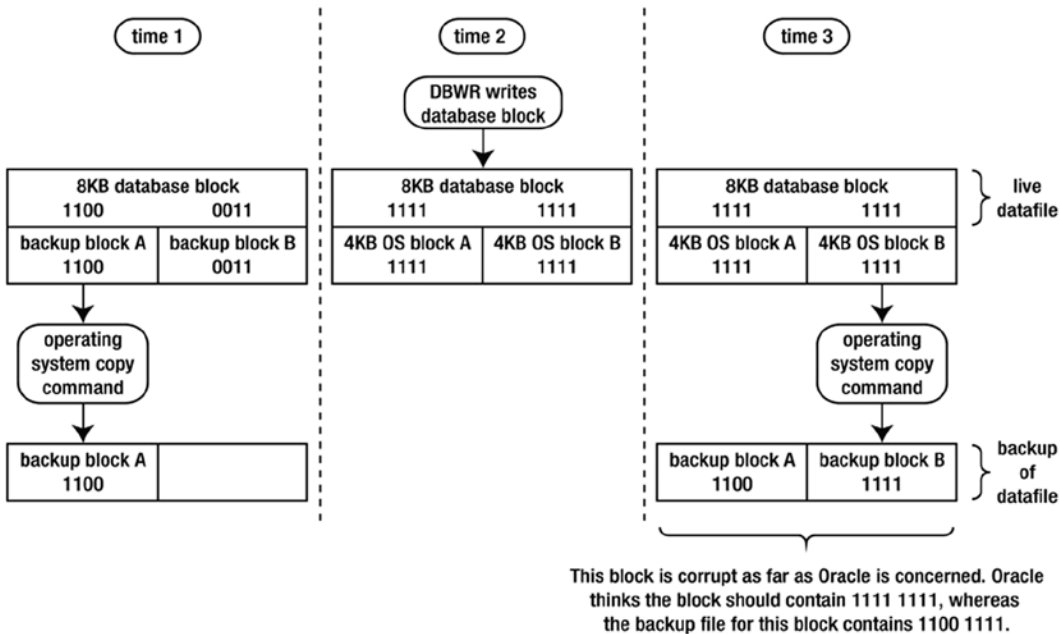 time 1
time 2
time 3
DBWR writes
database block
8KB database block
1100 0011
backup block A backup block B
1100 0011
8KB database block
1111 1111
4KB OS block A 4KB OS block B
1111 1111
8KB database block
1111 1111
4KB OS block A 4KB OS block B
1111 1111
live
datafile
operating
system copy
command
operating
system copy
command
backup block A
1100
backup block A backup block B
1100 1111
backup
of
datafile
This block is corrupt as far as Oracle is concerned. Oracle
thinks the block should contain 1111 1111, whereas
the backup file for this block contains 1100 1111.